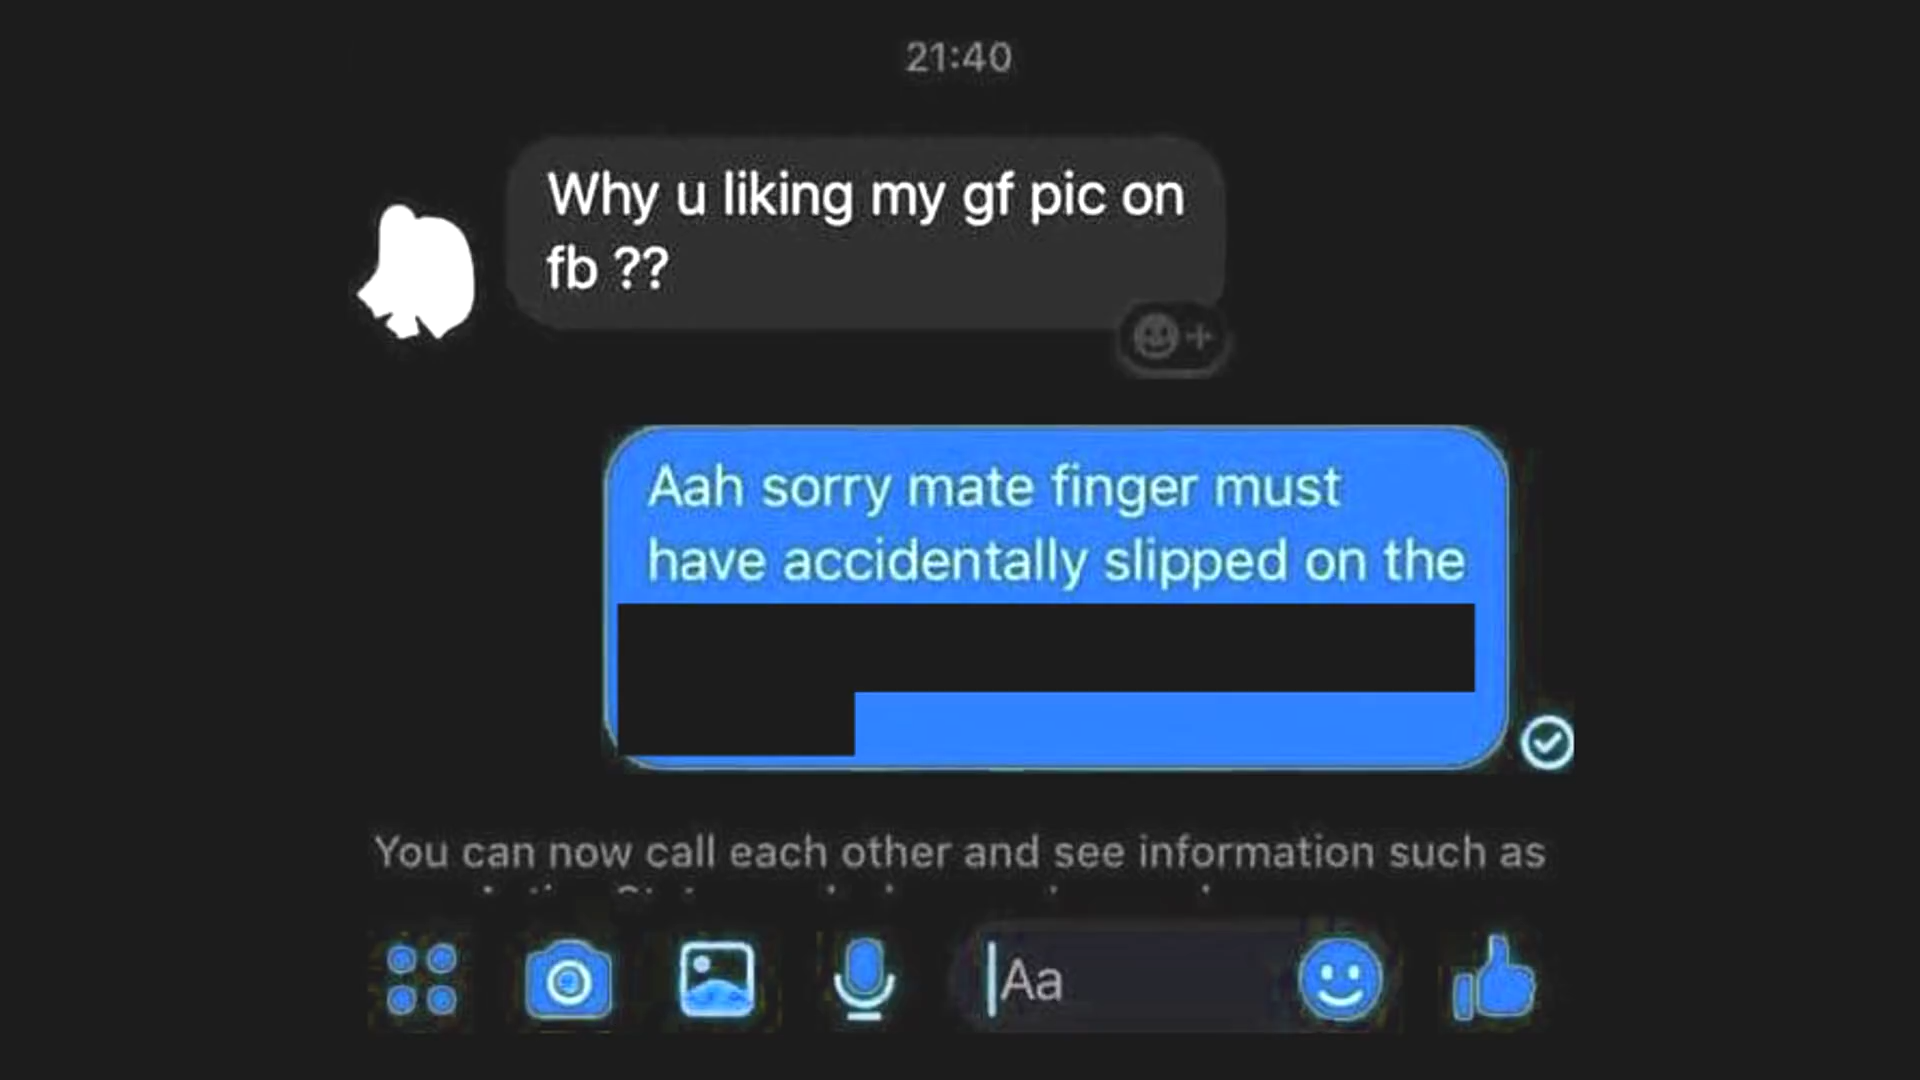 21:40
Why u liking my gf pic on
fb ??
Aah sorry mate finger must
have accidentally slipped on the
You can now call each other and see information such as
Aa